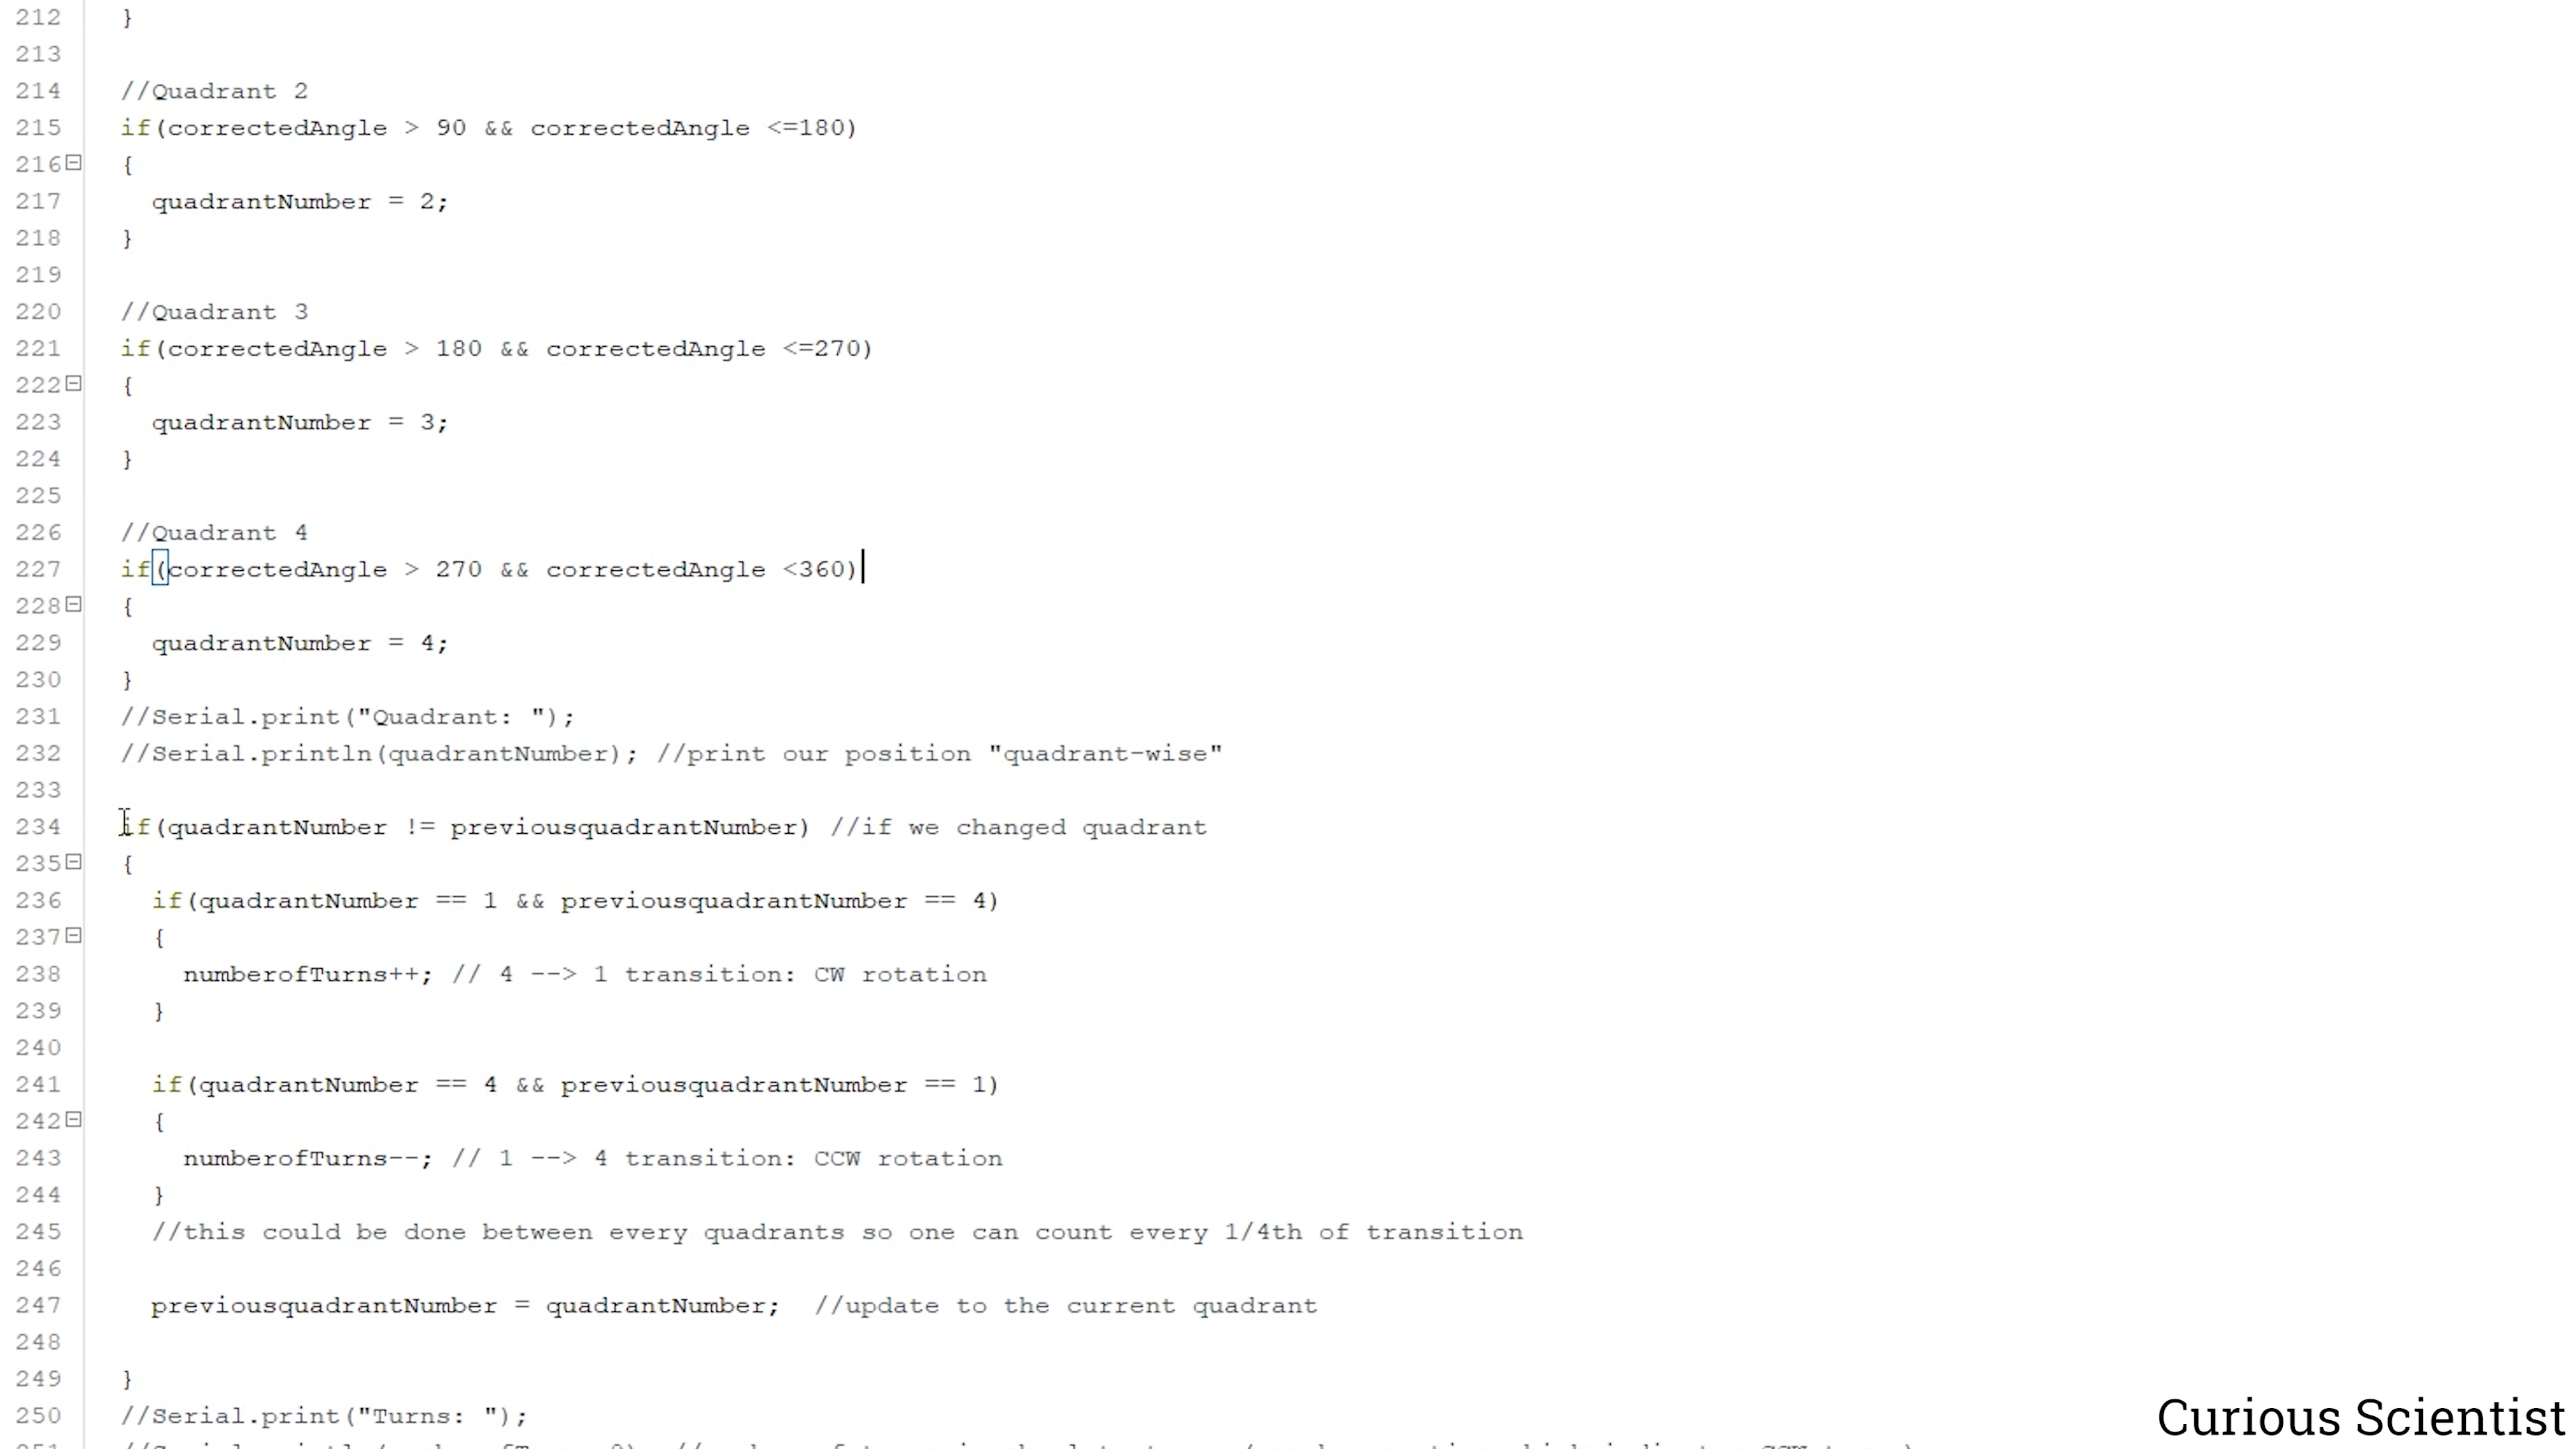 212 }
213
214 //Quadrant 2
215 if(correctedAngle > 90 && correctedAngle <=180)
216 {
217 quadrantNumber = 2;
218 }
219
220 //Quadrant 3
221 if(correctedAngle > 180 && correctedAngle <=270)
222 {
223 quadrantNumber = 3;
224 }
225
226 //Quadrant 4
227 if(correctedAngle > 270 && correctedAngle <360)
228 {
229 quadrantNumber = 4;
230 }
231 //Serial.print("Quadrant: ");
232 //Serial.println(quadrantNumber); //print our position "quadrant-wise"
233
234 if(quadrantNumber != previousquadrantNumber) //if we changed quadrant
235 {
236 if(quadrantNumber == 1 && previousquadrantNumber == 4)
237 {
238 numberofTurns++; // 4 --> 1 transition: CW rotation
239 }
240
241 if(quadrantNumber == 4 && previousquadrantNumber == 1)
242 {
243 numberofTurns--; // 1 --> 4 transition: CCW rotation
244 }
245 //this could be done between every quadrants so one can count every 1/4th of transition
246
247 previousquadrantNumber = quadrantNumber; //update to the current quadrant
248
249 }
250 //Serial.print("Turns: ");
Curious Scientist